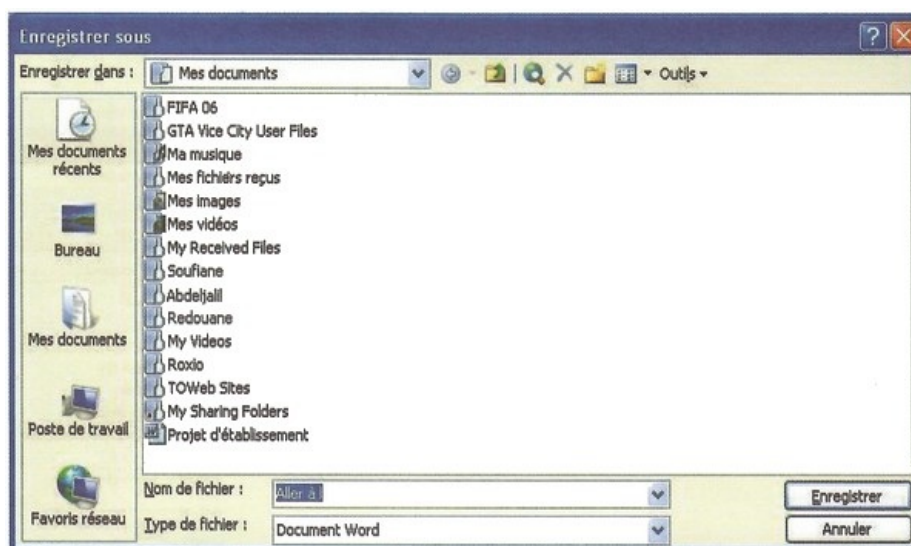 Enregistrer sous
Enregistrer dans :
Mes documents
Outils
Mes documents
récents
Bureau
Mes documents
Poste de travail
Favoris réseau
FIFA 06
GTA Vice City User Files
Ma musique
Mes fichiers reçus
Mes images
Mes vidéos
My Received Files
Soufiane
Abdeljalil
Redouane
My Videos
Roxio
TOWeb Sites
My Sharing Folders
Projet d'établissement
Nom de fichier :
Aller à l
Enregistrer
Type de fichier :
Document Word
Annuler